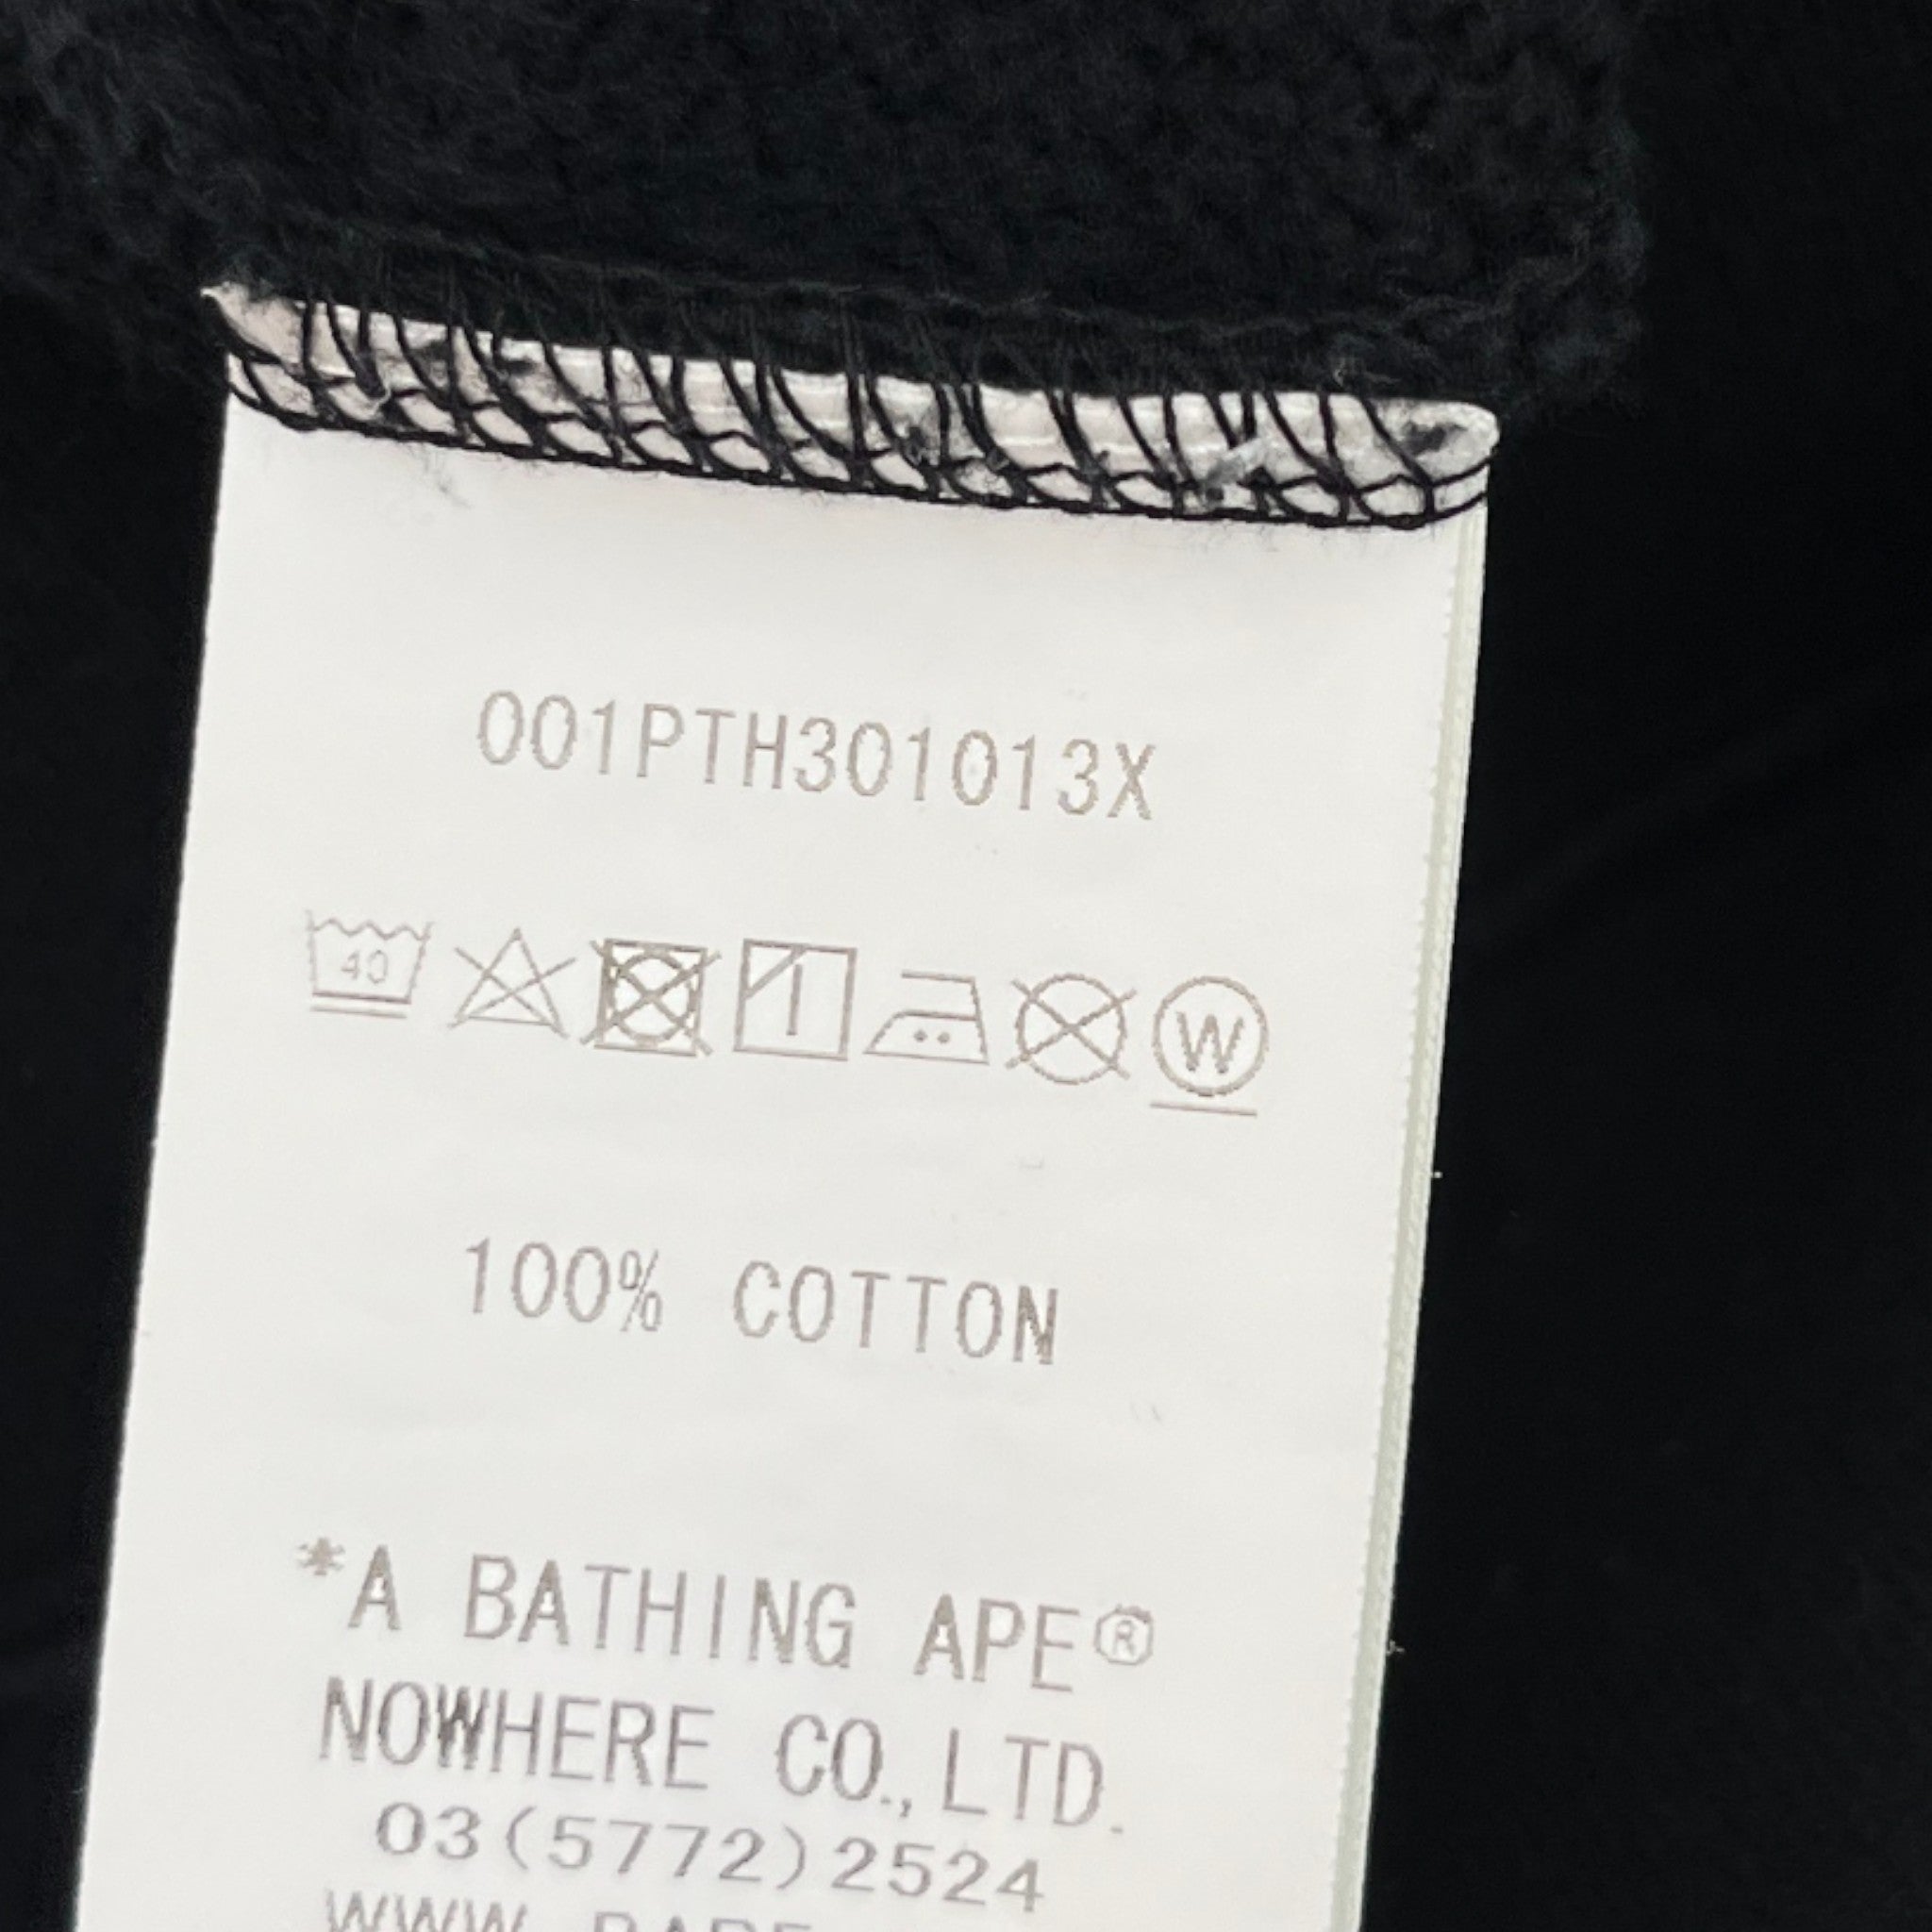 001PTH301013X
40
W
100% COTTON
*A BATHING APE®
NOWHERE CO., LTD.
03(5772)2524